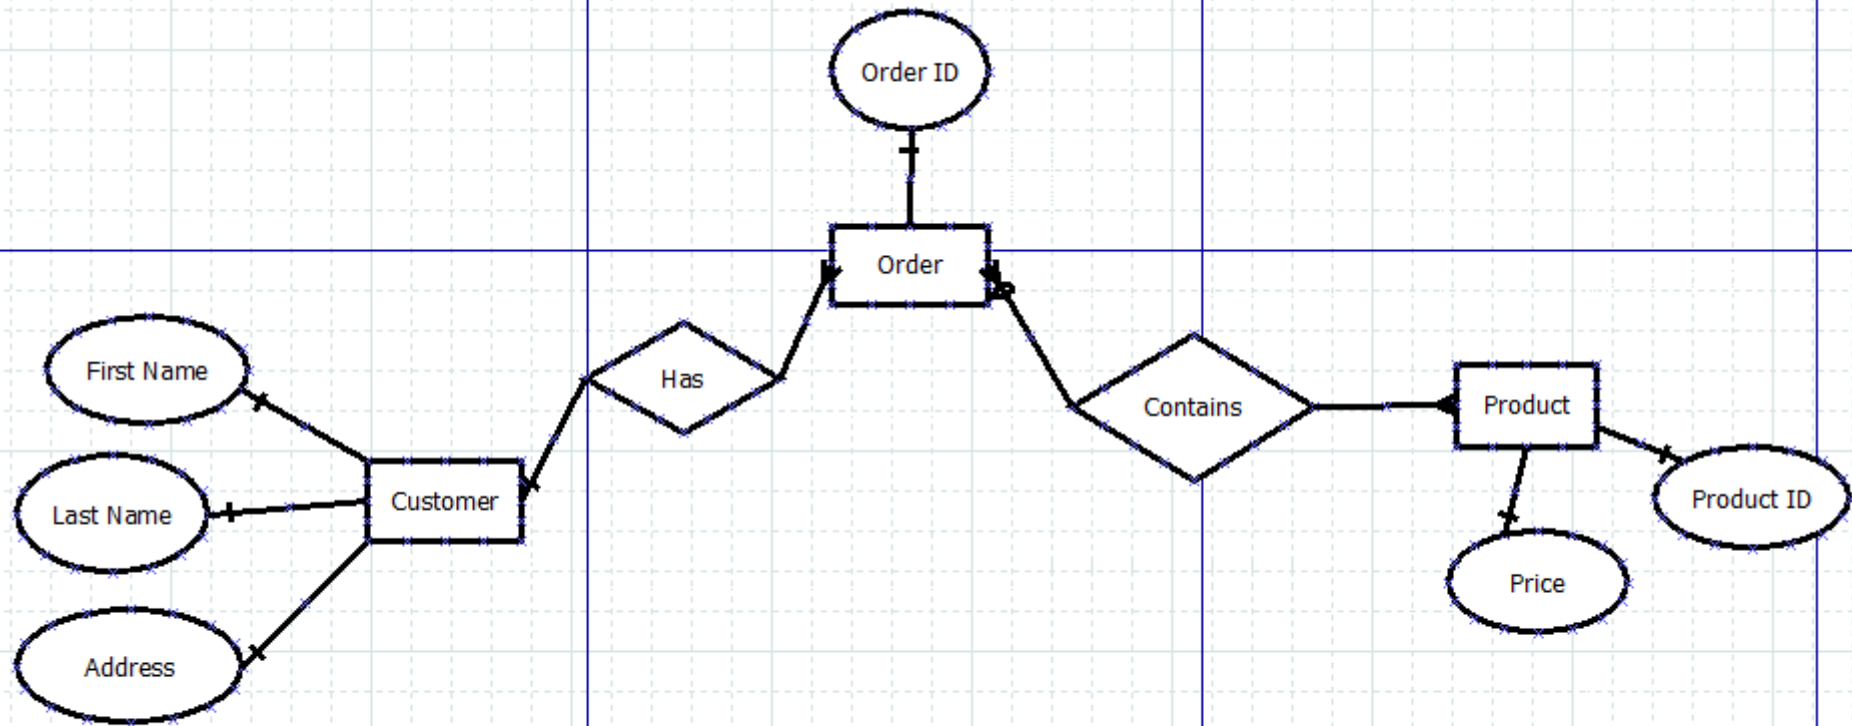 Order ID
Order
First Name
Has
Contains
Product
Last Name
Customer
Product ID
Price
Address